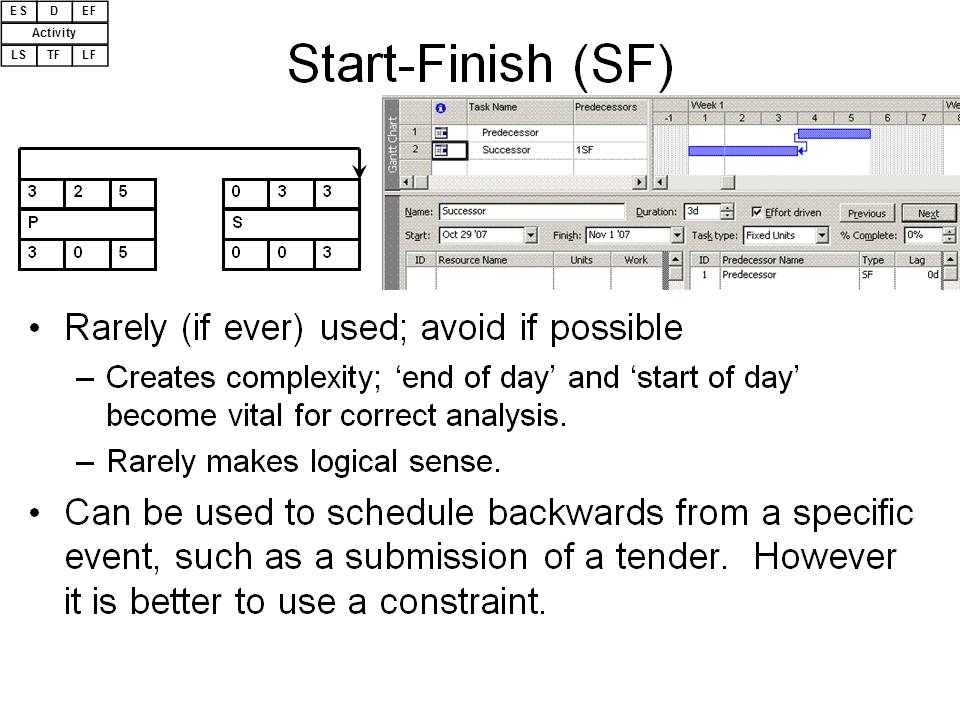 ES D EF
Activity
LS TF LF
Start-Finish (SF)
Gantt Chart
Task Name Predecessors
1 Predecessor
2 Successor 1SF
Week 1 We
-1 1 2 3 4 5 6 7 8
3 2 5
P
3 0 5
0 3 3
S
0 0 3
Name: Successor Duration: 3d Effort driven Previous Next
Start: Oct 29 '07 Finish: Nov 1 '07 Task type: Fixed Units % Complete: 0%
ID Resource Name Units Work ID Predecessor Name Type Lag
1 Predecessor SF 0d
• Rarely (if ever) used; avoid if possible
– Creates complexity; ‘end of day’ and ‘start of day’
become vital for correct analysis.
– Rarely makes logical sense.
• Can be used to schedule backwards from a specific
event, such as a submission of a tender. However
it is better to use a constraint.